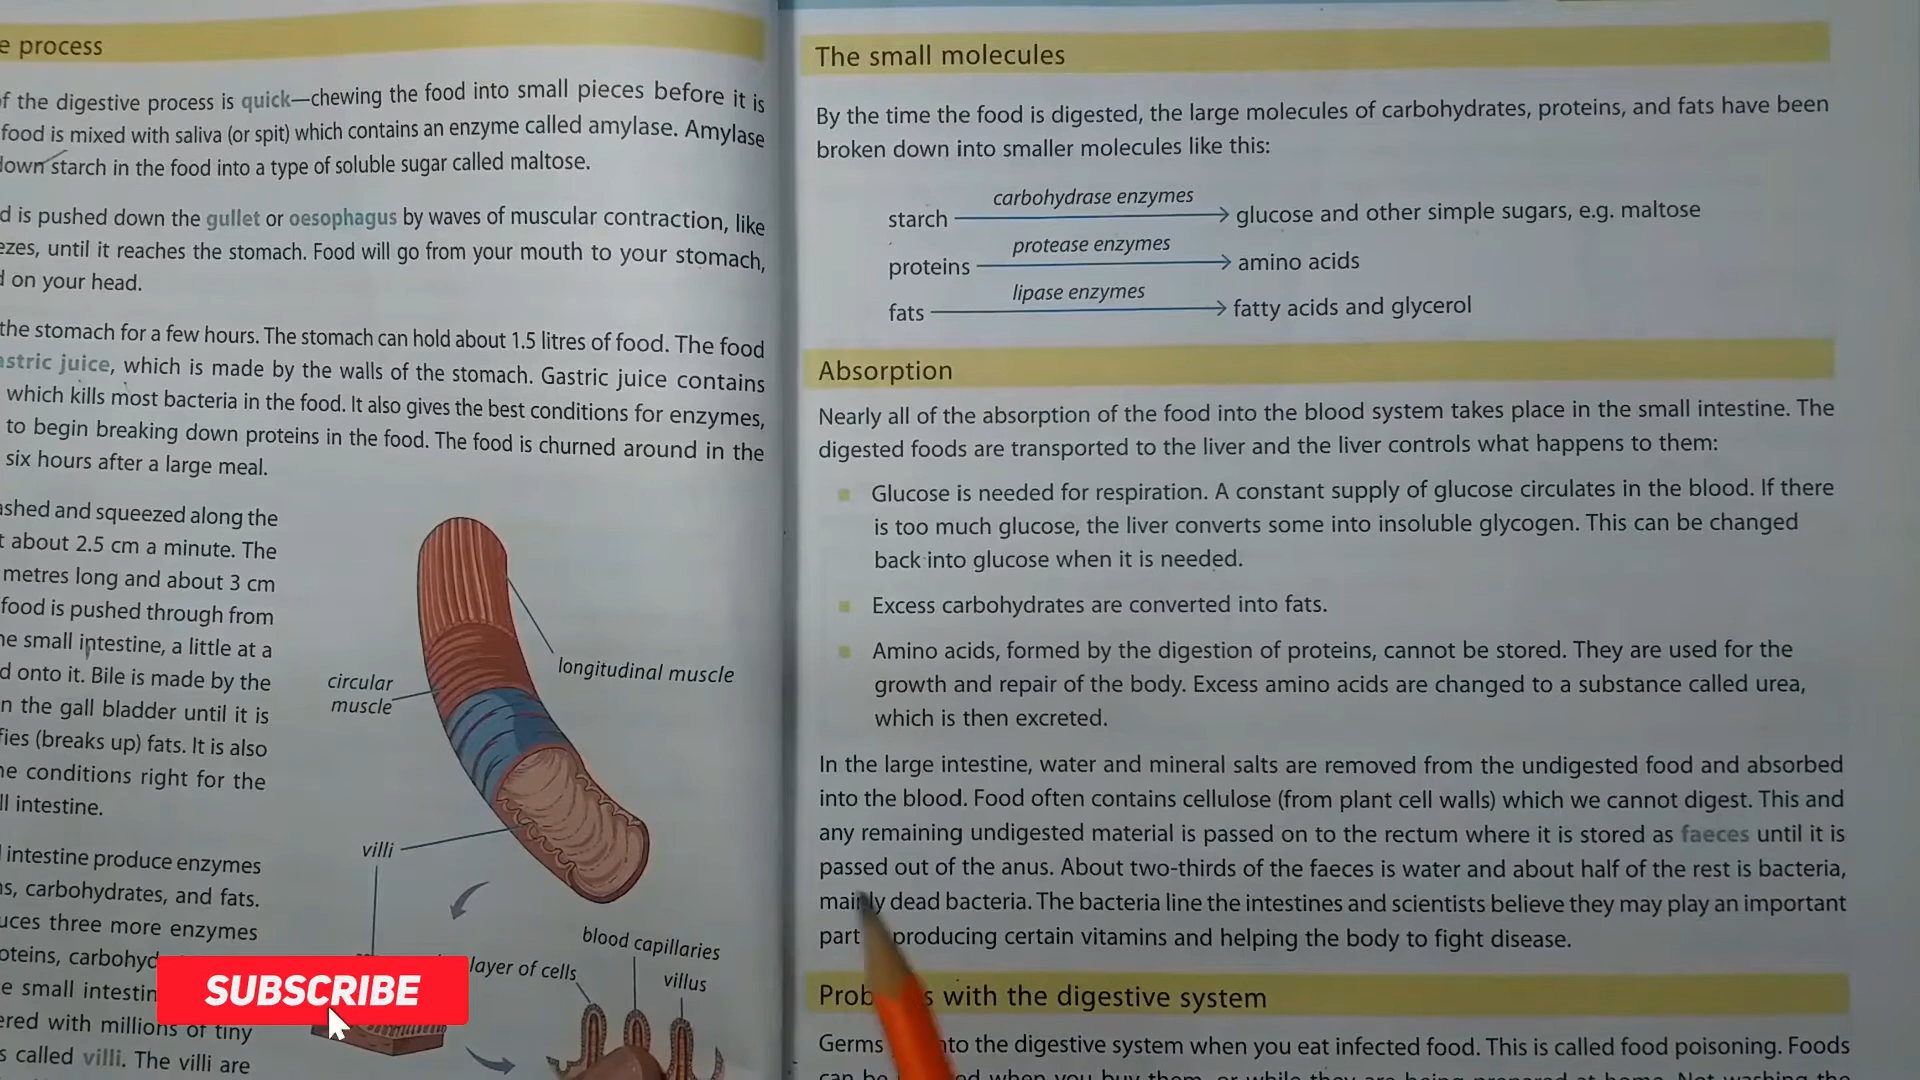 e process
of the digestive process is quick—chewing the food into small pieces before it is
food is mixed with saliva (or spit) which contains an enzyme called amylase. Amylase
down starch in the food into a type of soluble sugar called maltose.
d is pushed down the gullet or oesophagus by waves of muscular contraction, like
ezes, until it reaches the stomach. Food will go from your mouth to your stomach,
d on your head.
the stomach for a few hours. The stomach can hold about 1.5 litres of food. The food
astric juice, which is made by the walls of the stomach. Gastric juice contains
which kills most bacteria in the food. It also gives the best conditions for enzymes,
to begin breaking down proteins in the food. The food is churned around in the
six hours after a large meal.
ashed and squeezed along the
t about 2.5 cm a minute. The
metres long and about 3 cm
food is pushed through from
he small intestine, a little at a
d onto it. Bile is made by the
n the gall bladder until it is
fies (breaks up) fats. It is also
he conditions right for the
ll intestine.
l intestine produce enzymes
ns, carbohydrates, and fats.
uces three more enzymes
oteins, carbohyd
e small intestin
ered with millions of tiny
s called villi. The villi are
longitudinal muscle
circular
muscle
villi
layer of cells
blood capillaries
villus
SUBSCRIBE
The small molecules
By the time the food is digested, the large molecules of carbohydrates, proteins, and fats have been
broken down into smaller molecules like this:
starch carbohydrase enzymes glucose and other simple sugars, e.g. maltose
proteins protease enzymes amino acids
fats lipase enzymes fatty acids and glycerol
Absorption
Nearly all of the absorption of the food into the blood system takes place in the small intestine. The
digested foods are transported to the liver and the liver controls what happens to them:
Glucose is needed for respiration. A constant supply of glucose circulates in the blood. If there
is too much glucose, the liver converts some into insoluble glycogen. This can be changed
back into glucose when it is needed.
Excess carbohydrates are converted into fats.
Amino acids, formed by the digestion of proteins, cannot be stored. They are used for the
growth and repair of the body. Excess amino acids are changed to a substance called urea,
which is then excreted.
In the large intestine, water and mineral salts are removed from the undigested food and absorbed
into the blood. Food often contains cellulose (from plant cell walls) which we cannot digest. This and
any remaining undigested material is passed on to the rectum where it is stored as faeces until it is
passed out of the anus. About two-thirds of the faeces is water and about half of the rest is bacteria,
mainly dead bacteria. The bacteria line the intestines and scientists believe they may play an important
part producing certain vitamins and helping the body to fight disease.
Prob s with the digestive system
Germs nto the digestive system when you eat infected food. This is called food poisoning. Foods